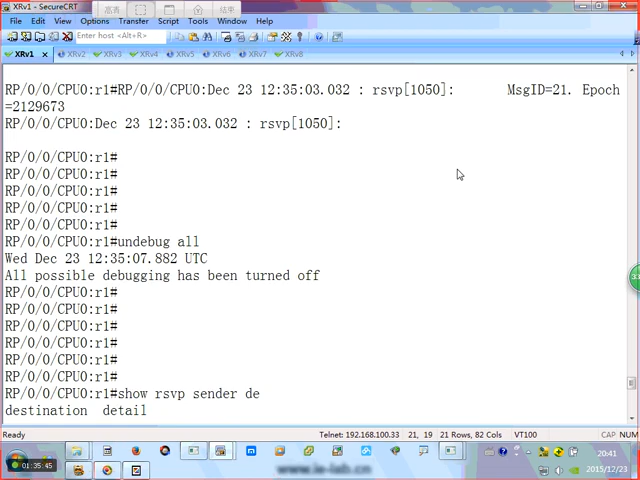 XRv1 - SecureCRT
File Edit View Options Transfer Script Tools Window Help
Enter host <Alt+R>
XRv1 XRv2 XRv3 XRv4 XRv5 XRv6 XRv7 XRv8
RP/0/0/CPU0:r1#RP/0/0/CPU0:Dec 23 12:35:03.032 : rsvp[1050]: MsgID=21. Epoch
=2129673
RP/0/0/CPU0:Dec 23 12:35:03.032 : rsvp[1050]:
RP/0/0/CPU0:r1#
RP/0/0/CPU0:r1#
RP/0/0/CPU0:r1#
RP/0/0/CPU0:r1#
RP/0/0/CPU0:r1#
RP/0/0/CPU0:r1#undebug all
Wed Dec 23 12:35:07.882 UTC
All possible debugging has been turned off
RP/0/0/CPU0:r1#
RP/0/0/CPU0:r1#
RP/0/0/CPU0:r1#
RP/0/0/CPU0:r1#
RP/0/0/CPU0:r1#
RP/0/0/CPU0:r1#
RP/0/0/CPU0:r1#show rsvp sender de
destination detail
Ready Telnet: 192.168.100.33 21, 19 21 Rows, 82 Cols VT100 CAP NUM
20:41
01:35:45 www.ie-lab.cn 2015/12/23